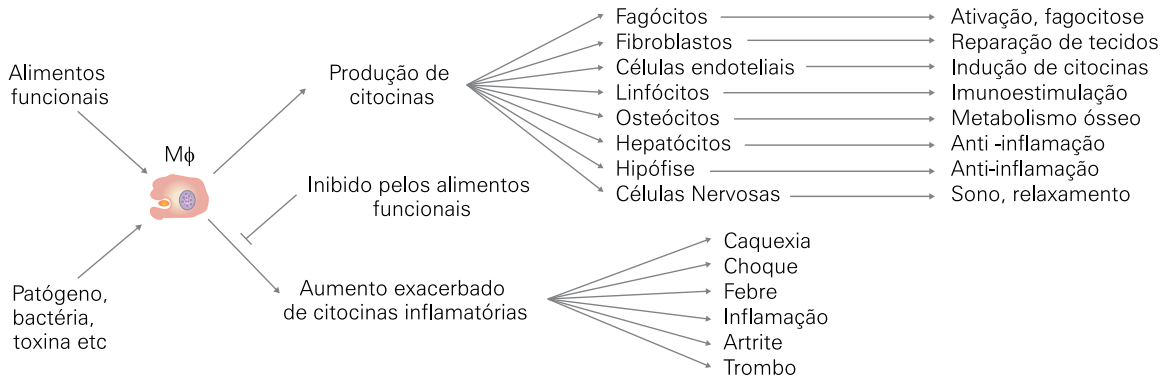 Alimentos
funcionais
Mϕ
Patógeno,
bactéria,
toxina etc
Produção de
citocinas
Inibido pelos alimentos
funcionais
Aumento exacerbado
de citocinas inflamatórias
Fagócitos
Ativação, fagocitose
Fibroblastos
Reparação de tecidos
Células endoteliais
Indução de citocinas
Linfócitos
Imunoestimulação
Osteócitos
Metabolismo ósseo
Hepatócitos
Anti -inflamação
Hipófise
Anti-inflamação
Células Nervosas
Sono, relaxamento
Caquexia
Choque
Febre
Inflamação
Artrite
Trombo